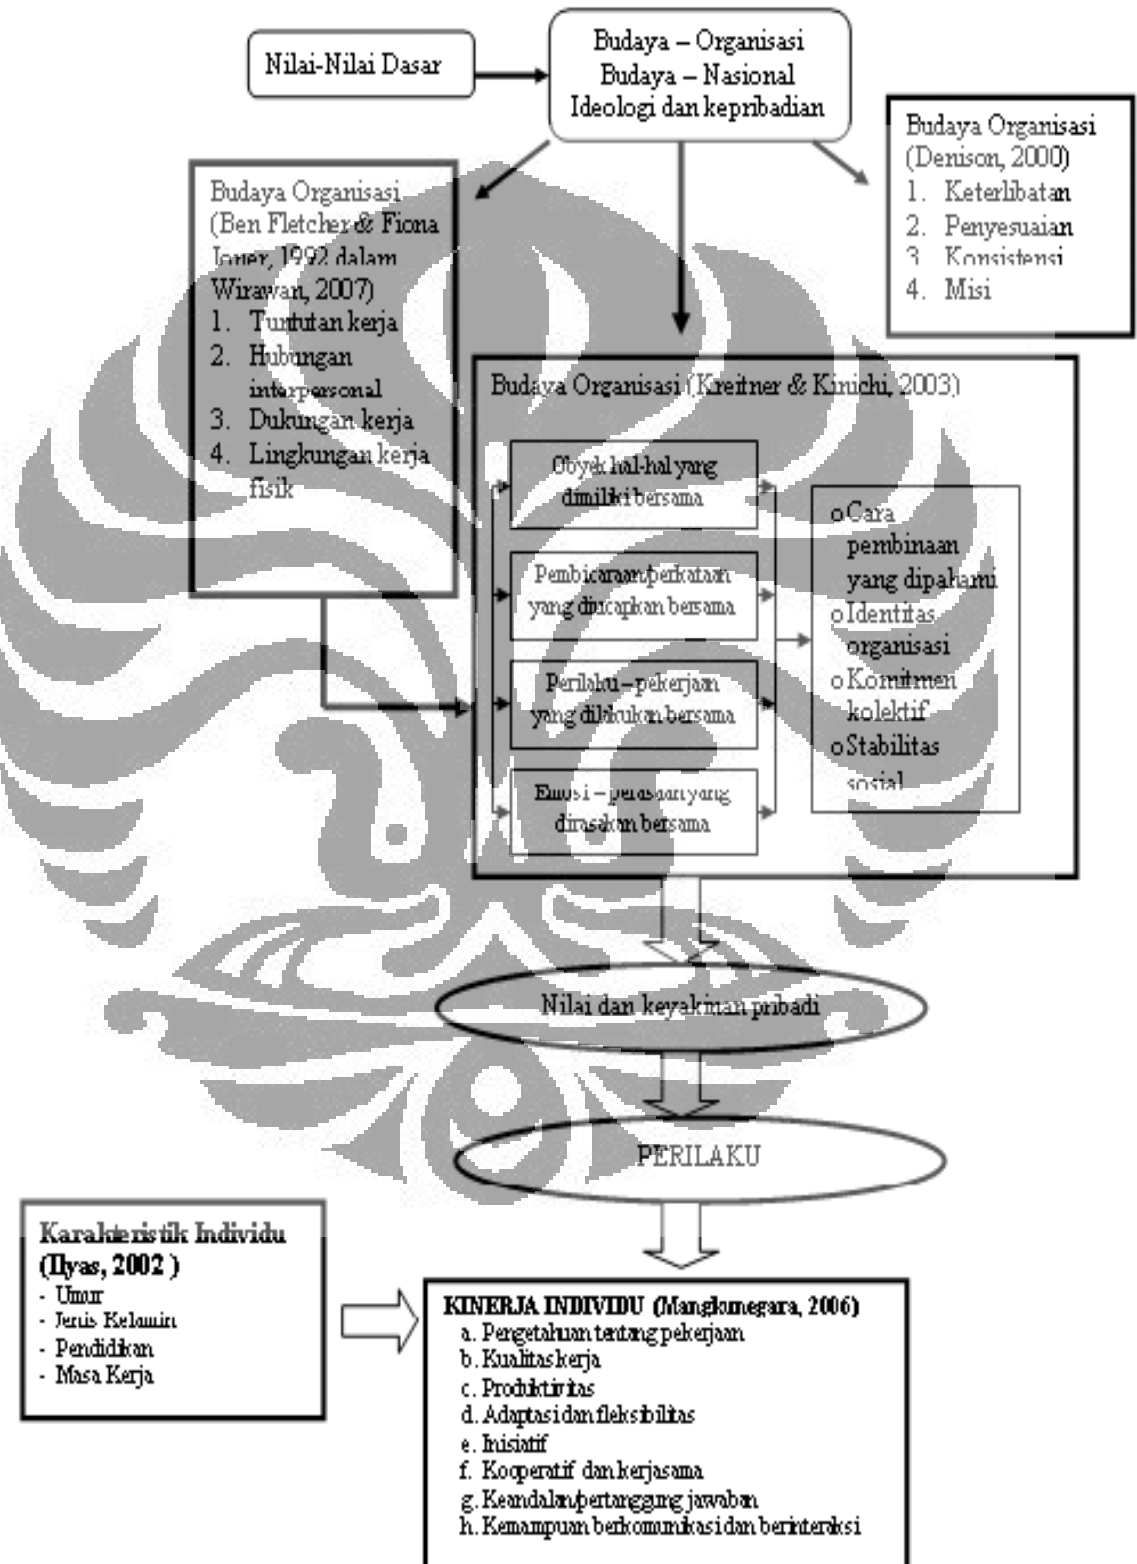 Nilai-Nilai Dasar
Budaya – Organisasi
Budaya – Nasional
Ideologi dan kepribadian
Budaya Organisasi
(Denison, 2000)
1. Keterlibatan
2. Penyesuaian
3. Konsistensi
4. Misi
Budaya Organisasi
(Ben Fletcher & Fiona
1992 dalam
Wirawan, 2007)
1. Tuntutan kerja
2. Hubungan
interpersonal
3. Dukungan kerja
4. Lingkungan kerja
fisik
Budaya Organisasi (Kreitner & Kinichi, 2003)
Obyek hal-hal yang
dimiliki bersama
Pembicaraan/perkataan
yang diucapkan bersama
Perilaku – pekerjaan
yang dilakukan bersama
Emosi – perasaan yang
dirasakan bersama
o Cara
pembinaan
yang dipahami
o Identitas
organisasi
o Komitmen
kolektif
o Stabilitas
sosial
Nilai dan keyakinan pribadi
PERILAKU
Karakteristik Individu
(Ilyas, 2002 )
- Umur
- Jenis Kelamin
- Pendidikan
- Masa Kerja
KINERJA INDIVIDU (Mangkunegara, 2006)
a. Pengetahuan tentang pekerjaan
b. Kualitas kerja
c. Produktivitas
d. Adaptasi dan fleksibilitas
e. Inisiatif
f. Kooperatif dan kerjasama
g. Keandalan/pertanggung jawaban
h. Kemampuan berkomunikasi dan berinteraksi